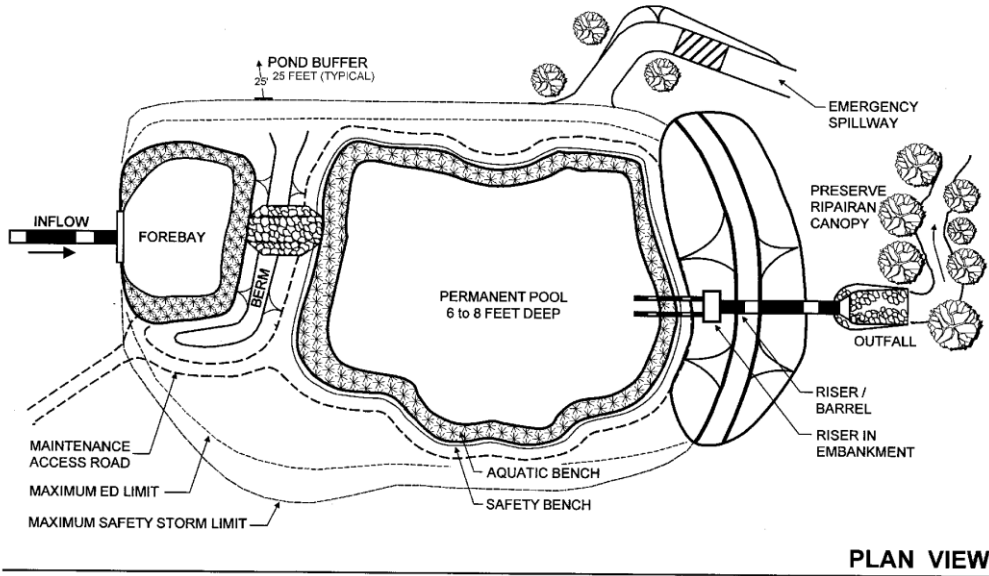 POND BUFFER
25' 25 FEET (TYPICAL)
EMERGENCY
SPILLWAY
PRESERVE
RIPAIRAN
CANOPY
INFLOW
FOREBAY
BERM
PERMANENT POOL
6 to 8 FEET DEEP
OUTFALL
RISER /
BARREL
RISER IN
EMBANKMENT
MAINTENANCE
ACCESS ROAD
AQUATIC BENCH
MAXIMUM ED LIMIT
SAFETY BENCH
MAXIMUM SAFETY STORM LIMIT
PLAN VIEW